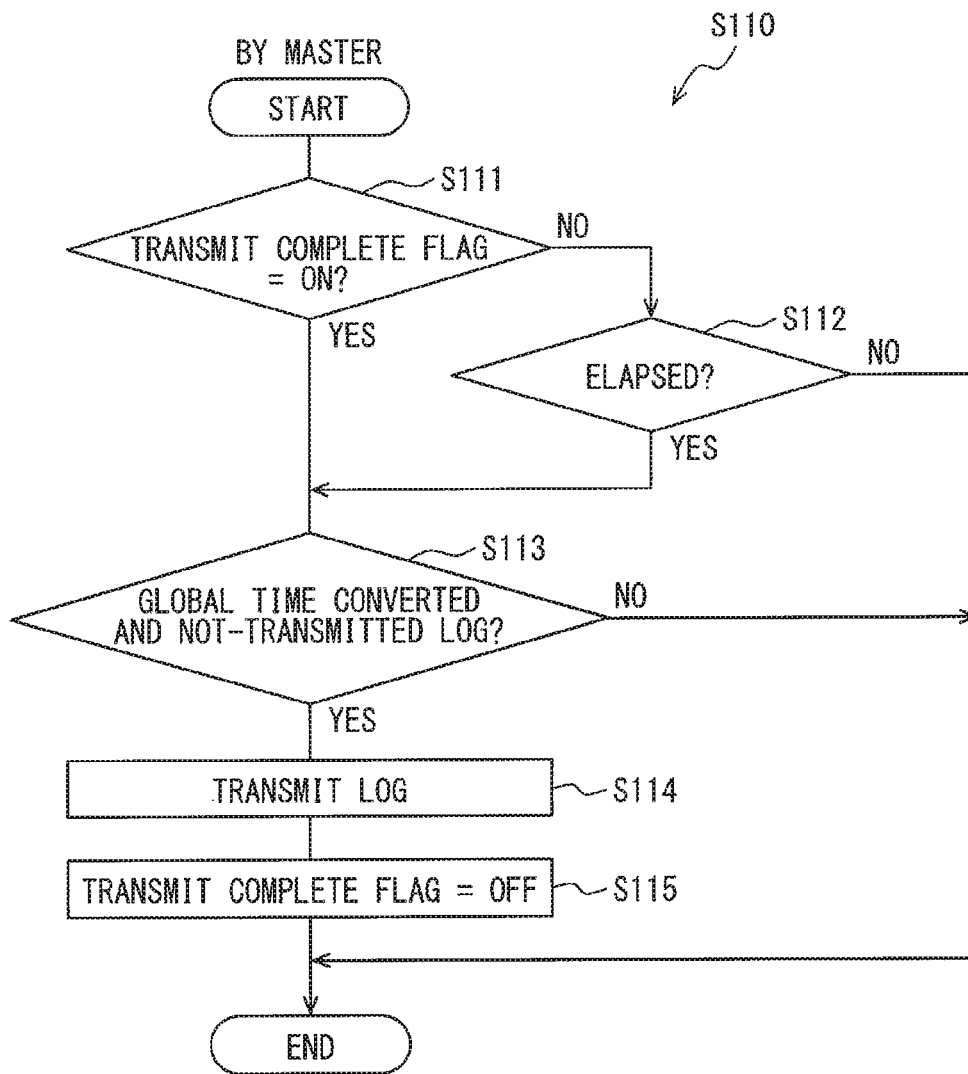 S110
BY MASTER
START
S111
TRANSMIT COMPLETE FLAG
= ON?
NO
YES
S112
ELAPSED?
NO
YES
S113
GLOBAL TIME CONVERTED
AND NOT-TRANSMITTED LOG?
NO
YES
TRANSMIT LOG
S114
TRANSMIT COMPLETE FLAG = OFF
S115
END